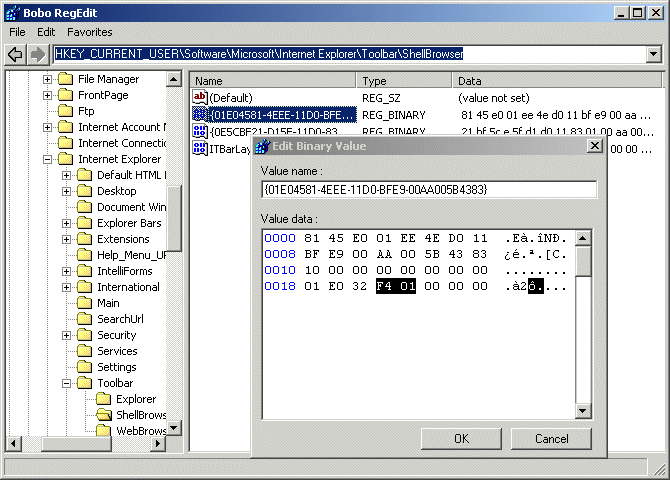 Bobo RegEdit
File Edit Favorites
HKEY_CURRENT_USER\Software\Microsoft\Internet Explorer\Toolbar\ShellBrowser
File Manager
FrontPage
Ftp
Internet Account M
Internet Connectio
Internet Explorer
Default HTML I
Desktop
Document Win
Explorer Bars
Extensions
Help_Menu_UF
IntelliForms
International
Main
SearchUrl
Security
Services
Settings
Toolbar
Explorer
ShellBrows
WebBrows
Name Type Data
ab (Default) REG_SZ (value not set)
{01E04581-4EEE-11D0-BFE... REG_BINARY 81 45 e0 01 ee 4e d0 11 bf e9 00 aa ...
{0E5CBF21-D15F-11D0-83... REG_BINARY 21 bf 5c e 5f d1 d0 11 83 01 00 aa 00...
ITBarLay
00 00 ...
Edit Binary Value
Value name :
{01E04581-4EEE-11D0-BFE9-00AA005B4383}
Value data :
0000 81 45 E0 01 EE 4E D0 11 .Eà.îNÐ.
0008 BF E9 00 AA 00 5B 43 83 ¿é.ª.[C.
0010 10 00 00 00 00 00 00 00 ........
0018 01 E0 32 F4 01 00 00 00 .à2ô....
OK Cancel